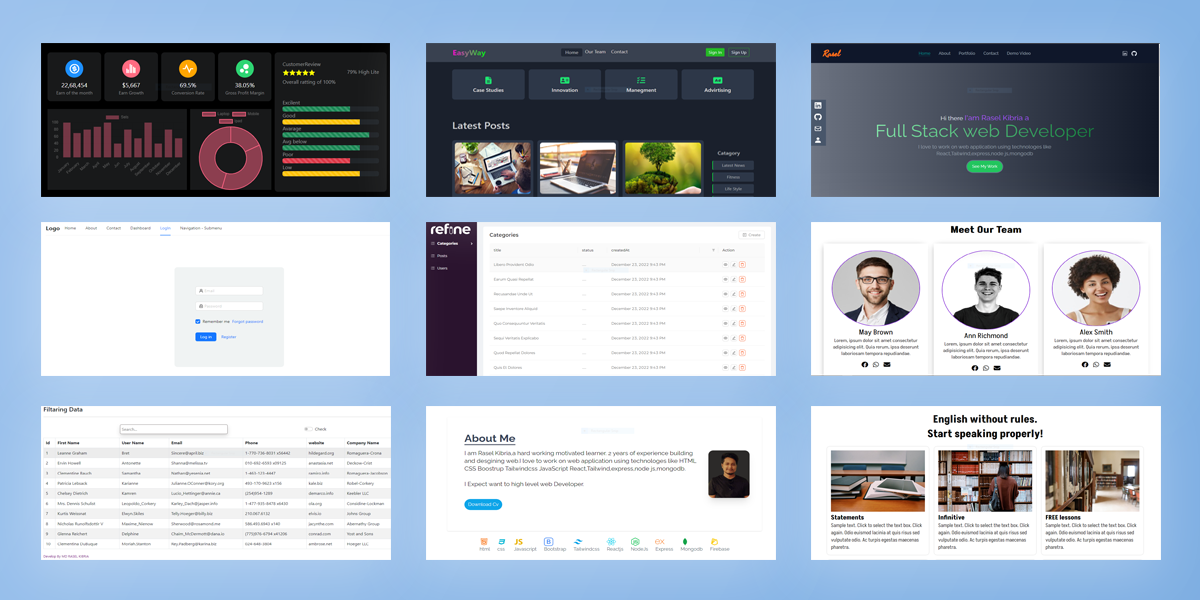 22,68,454
Earn of the month
$5,667
Earn Growth
69.5%
Conversion Rate
38.05%
Gross Profit Margin
CustomerReview
79% High Lite
Overall ratting of 100%
Excilent
Good
Avarage
Avg below
Poor
Low
EasyWay
Home
Our Team
Contact
Sign In
Sign Up
Case Studies
Innovation
Managment
Advirtising
Latest Posts
Category
Latest News
Fitness
Life Style
Rasel
Home
About
Portfolio
Contact
Demo Video
Hi there I'am Rasel Kibria a
Full Stack web Developer
I love to work on web application using technologies like
React,Tailwind,express,node js,mongodb.
See My Work
Logo
Home
About
Contact
Dashboard
Login
Navigation - Submenu
Email
Password
Remember me
Forgot password
Log in
Register
refine
Categories
Posts
Users
Categories
Create
title
status
createdAt
Action
Libero Provident Odio
December 23, 2022 9:43 PM
Earum Quasi Repellat
December 23, 2022 9:43 PM
Recusandae Unde Ut
December 23, 2022 9:43 PM
Saepe Inventore Aliquid
December 23, 2022 9:43 PM
Quo Consequuntur Veritatis
December 23, 2022 9:43 PM
Sequi Veritatis Explicabo
December 23, 2022 9:43 PM
Quod Repellat Dolores
December 23, 2022 9:43 PM
Quis Et Dolores
December 23, 2022 9:43 PM
Meet Our Team
May Brown
Lorem, ipsum dolor sit amet consectetur
adipisicing elit. Quia rerum, ipsa deserunt
laboriosam tempora repudiandae
Ann Richmond
Lorem, ipsum dolor sit amet consectetur
adipisicing elit. Quia rerum, ipsa deserunt
laboriosam tempora repudiandae
Alex Smith
Lorem, ipsum dolor sit amet consectetur
adipisicing elit. Quia rerum, ipsa deserunt
laboriosam tempora repudiandae
Filtaring Data
Search...
Check
Id First Name User Name Email Phone website Company Name
1 Leanne Graham Bret Sincere@april.biz 1-770-736-8031 x56442 hildegard.org Romaguera-Crona
2 Ervin Howell Antonette Shanna@melissa.tv 010-692-6593 x09125 anastasia.net Deckow-Crist
3 Clementine Bauch Samantha Nathan@yesenia.net 1-463-123-4447 ramiro.info Romaguera-Jacobson
4 Patricia Lebsack Karianne Julianne.OConner@kory.org 493-170-9623 x156 kale.biz Robel-Corkery
5 Chelsey Dietrich Kamren Lucio_Hettinger@annie.ca (254)954-1289 demarco.info Keebler LLC
6 Mrs. Dennis Schulist Leopoldo_Corkery Karley_Dach@jasper.info 1-477-935-8478 x6430 ola.org Considine-Lockman
7 Kurtis Weissnat Elwyn.Skiles Telly.Hoeger@billy.biz 210.067.6132 elvis.io Johns Group
8 Nicholas Runolfsdottir V Maxime_Nienow Sherwood@rosamond.me 586.493.6943 x140 jacynthe.com Abernathy Group
9 Glenna Reichert Delphine Chaim_McDermott@dana.io (775)976-6794 x41206 conrad.com Yost and Sons
10 Clementina DuBuque Moriah.Stanton Rey.Padberg@karina.biz 024-648-3804 ambrose.net Hoeger LLC
About Me
I am Rasel Kibria,a hard working motivated learner 2 years of experience building
and desgining web I love to work on web application using technologies like HTML
CSS Boostrup Tailwindcss JavaScript React,Tailwind,express,node js,mongodb.
I Expect want to high level web Developer.
Download Cv
Html
css
Javascript
Bootstrap
Tailwindcss
Reactjs
Nodejs
Express
Mongodb
Firebase
English without rules.
Start speaking properly!
Statements
Sample text. Click to select the text box. Click
again to start editing. Quam quis risus sed
vulputate odio. Ac turpis egestas maecenas
pharetra.
Infinitive
Sample text. Click to select the text box. Click
again to start editing. Quam quis risus sed
vulputate odio. Ac turpis egestas maecenas
pharetra.
FREE lessons
Sample text. Click to select the text box. Click
again to start editing. Quam quis risus sed
vulputate odio. Ac turpis egestas maecenas
pharetra.